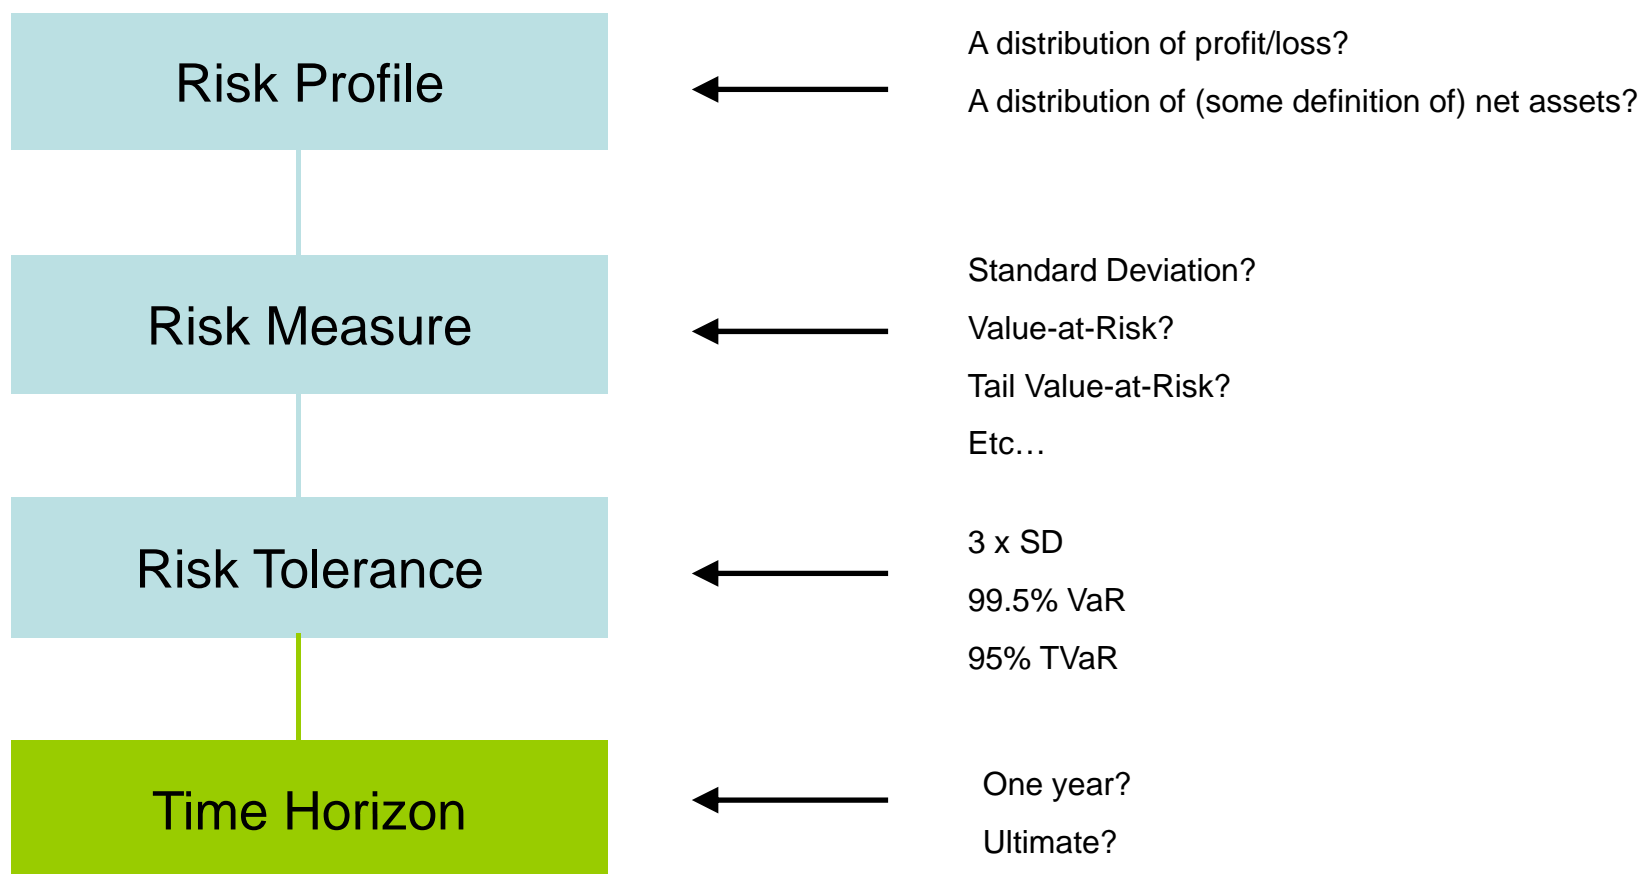 Risk Profile
A distribution of profit/loss?
A distribution of (some definition of) net assets?
Risk Measure
Standard Deviation?
Value-at-Risk?
Tail Value-at-Risk?
Etc…
Risk Tolerance
3 x SD
99.5% VaR
95% TVaR
Time Horizon
One year?
Ultimate?